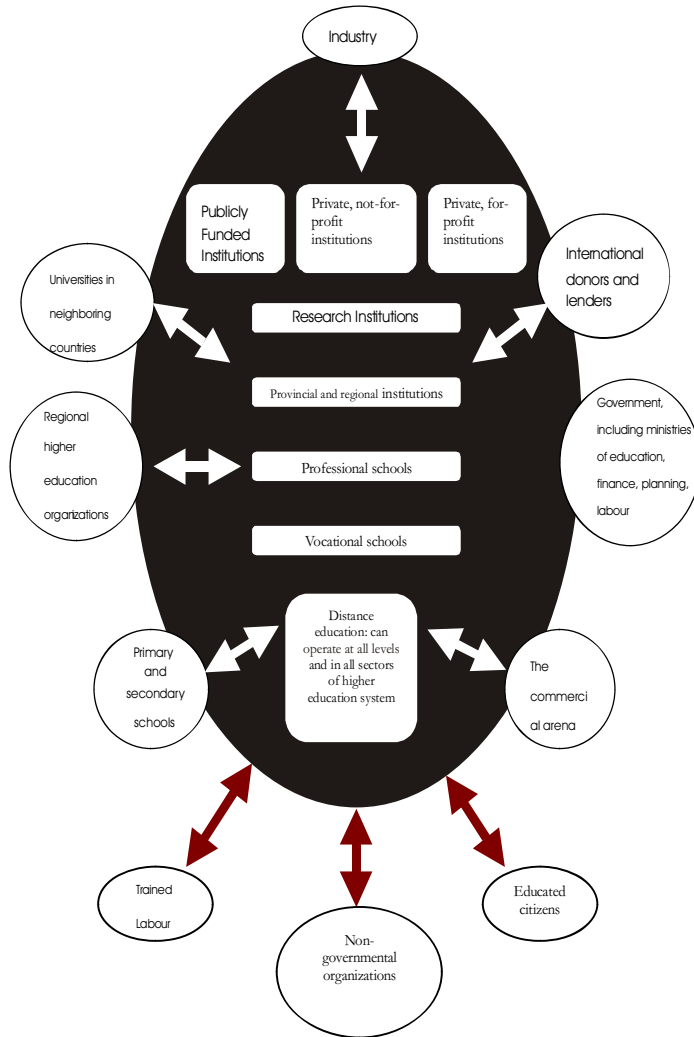 Industry
Publicly
Funded
Institutions
Private, not-for-
profit
institutions
Private, for-
profit
institutions
Universities in
neighboring
countries
International
donors and
lenders
Research Institutions
Provincial and regional institutions
Regional
higher
education
organizations
Government,
including ministries
of education,
finance, planning,
labour
Professional schools
Vocational schools
Distance
education: can
operate at all levels
and in all sectors
of higher
education system
Primary
and
secondary
schools
The
commerci
al arena
Trained
Labour
Non-
governmental
organizations
Educated
citizens